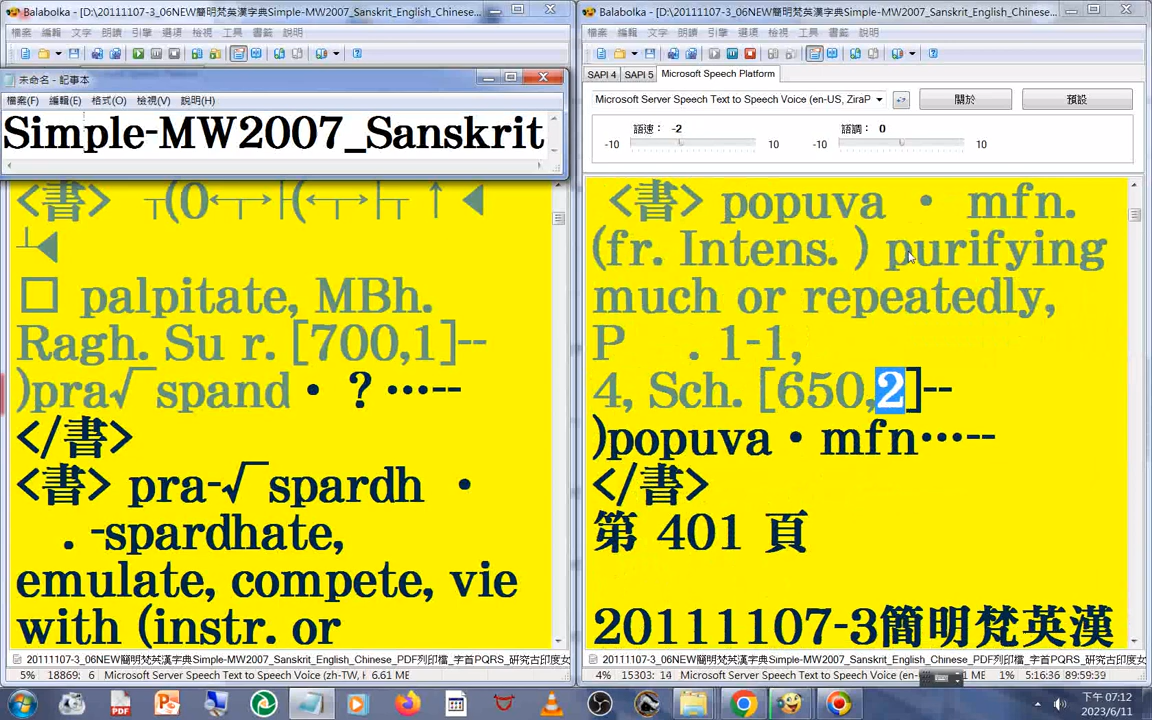 Balabolka - [D:\20111107-3_06NEW簡明梵英漢字典Simple-MW2007_Sanskrit_English_Chinese...
檔案 編輯 文字 朗讀 引擎 選項 檢視 工具 書籤 說明
未命名 - 記事本
檔案(F) 編輯(E) 格式(O) 檢視(V) 說明(H)
Simple-MW2007_Sanskrit
<書>
□ palpitate, MBh.
Ragh. Su r. [700,1]--
)pra√ spand • ? …--
</書>
<書> pra-√ spardh •
. -spardhate,
emulate, compete, vie
with (instr. or
20111107-3_06NEW簡明梵英漢字典Simple-MW2007_Sanskrit_English_Chinese_PDF列印檔_字首PQRS_研究古印度女
5% 18869: 6 Microsoft Server Speech Text to Speech Voice (zh-TW, H 6.61 ME
Balabolka - [D:\20111107-3_06NEW簡明梵英漢字典Simple-MW2007_Sanskrit_English_Chinese...
檔案 編輯 文字 朗讀 引擎 選項 檢視 工具 書籤 說明
SAPI 4 SAPI 5 Microsoft Speech Platform
Microsoft Server Speech Text to Speech Voice (en-US, ZiraP 關於 預設
語速： -2 語調： 0
-10 10 -10 10
<書> popuva • mfn.
(fr. Intens. ) purifying
much or repeatedly,
P . 1-1,
4, Sch. [650,2]--
)popuva • mfn…--
</書>
第 401 頁
20111107-3簡明梵英漢
20111107-3_06NEW簡明梵英漢字典Simple-MW2007_Sanskrit_English_Chinese_PDF列印檔_字首PQRS_研究古印度女
4% 15303: 14 Microsoft Server Speech Text to Speech Voice (en- 1% 5:16:36 89:59:39
下午 07:12
2023/6/11